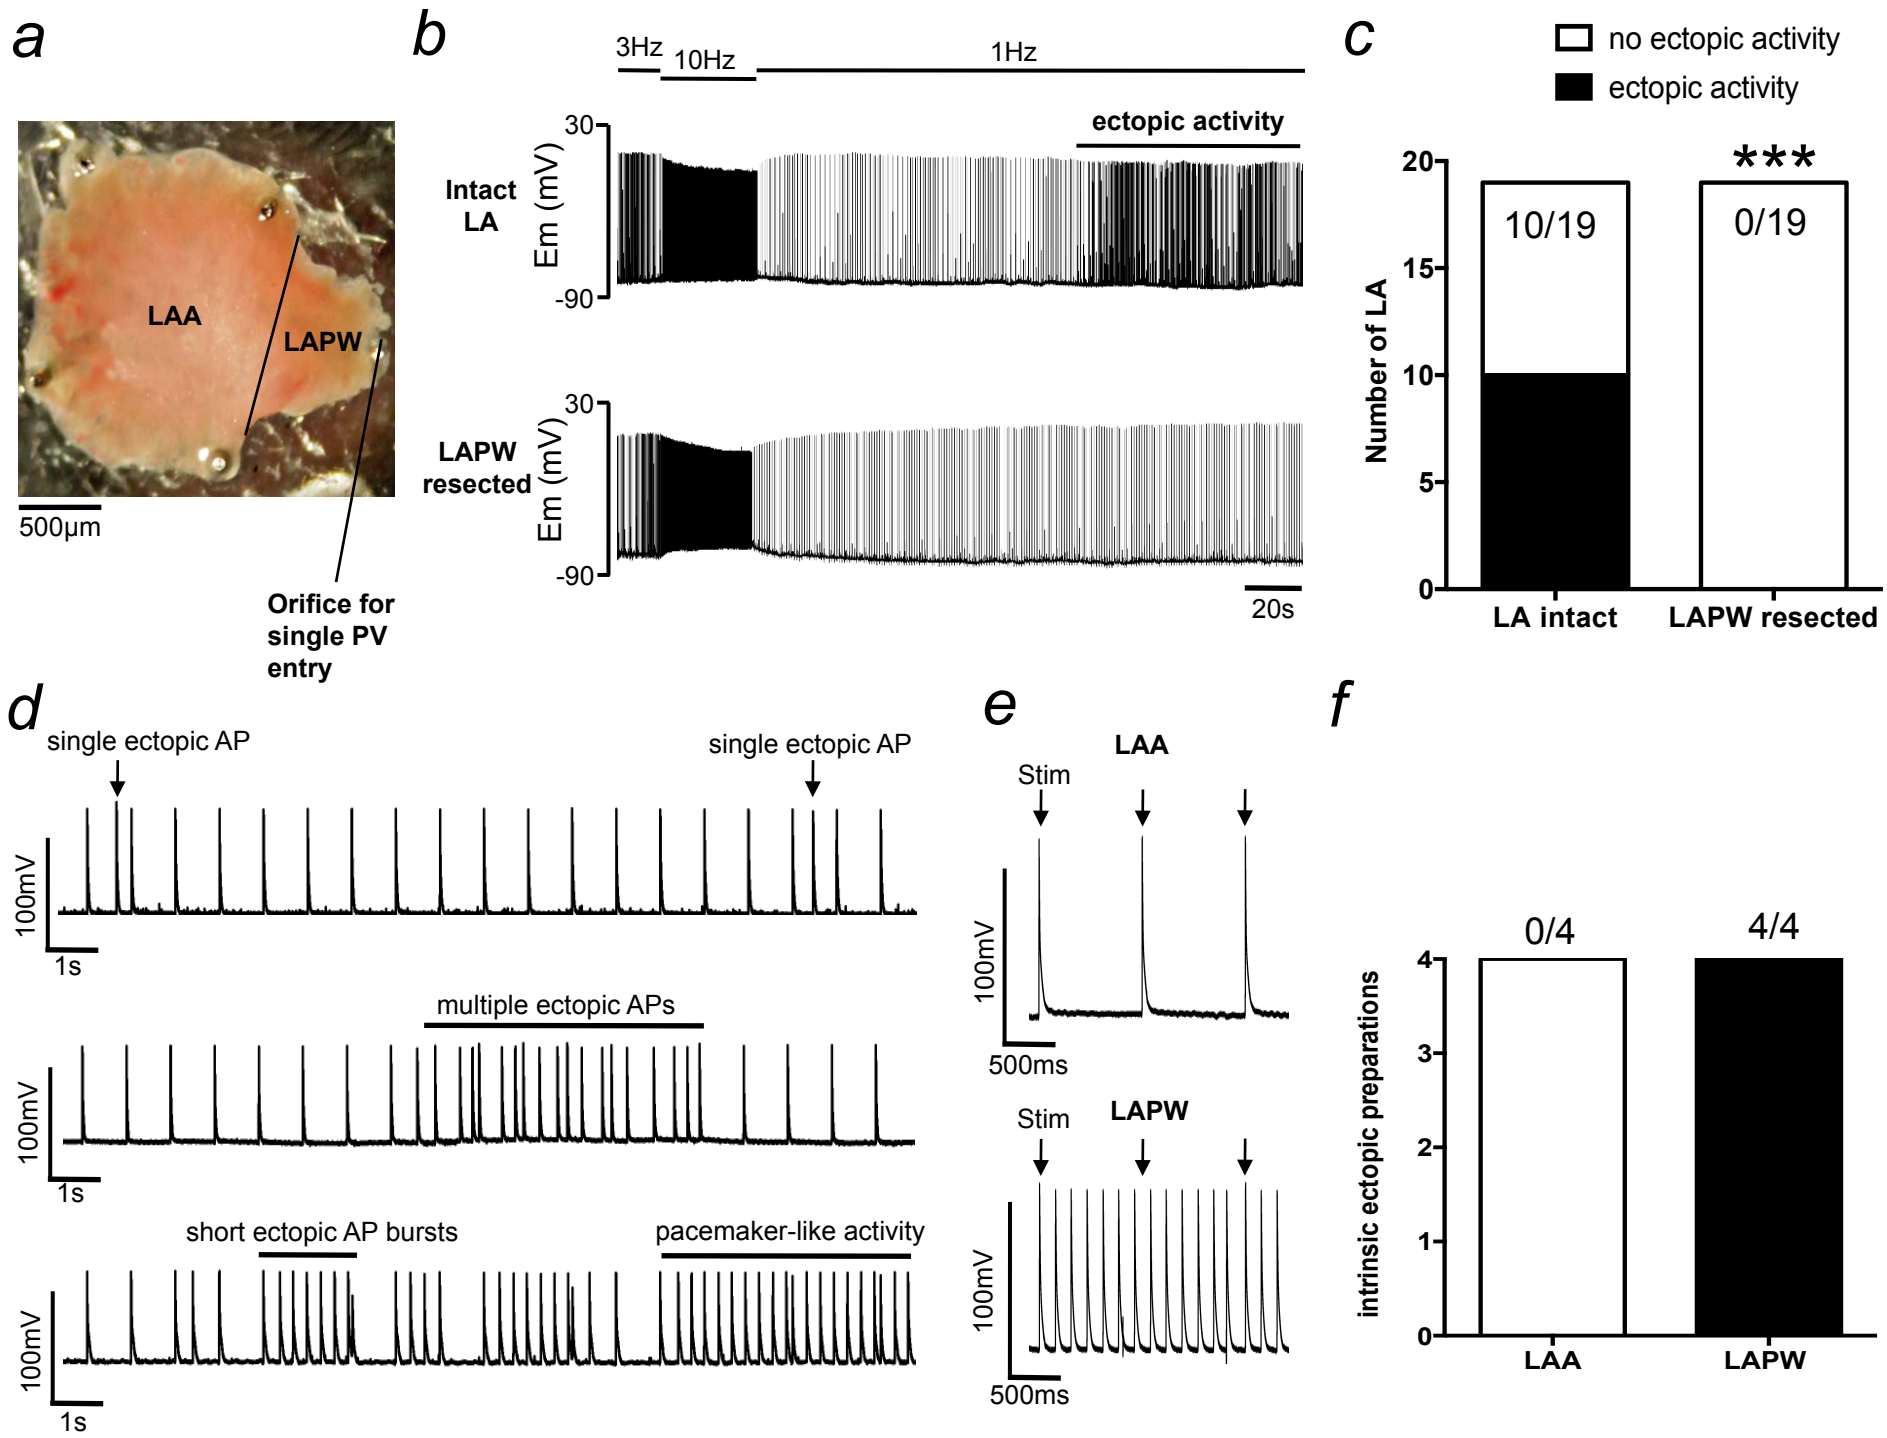 a
LAA
LAPW
500µm
Orifice for
single PV
entry
b
3Hz
10Hz
1Hz
ectopic activity
Intact
LA
Em (mV)
30
-90
LAPW
resected
Em (mV)
30
-90
20s
c
no ectopic activity
ectopic activity
Number of LA
20
15
10
5
0
10/19
***
0/19
LA intact
LAPW resected
d
single ectopic AP
single ectopic AP
100mV
1s
multiple ectopic APs
100mV
1s
short ectopic AP bursts
pacemaker-like activity
100mV
1s
e
LAA
Stim
100mV
500ms
LAPW
Stim
100mV
500ms
f
intrinsic ectopic preparations
4
3
2
1
0
0/4
4/4
LAA
LAPW